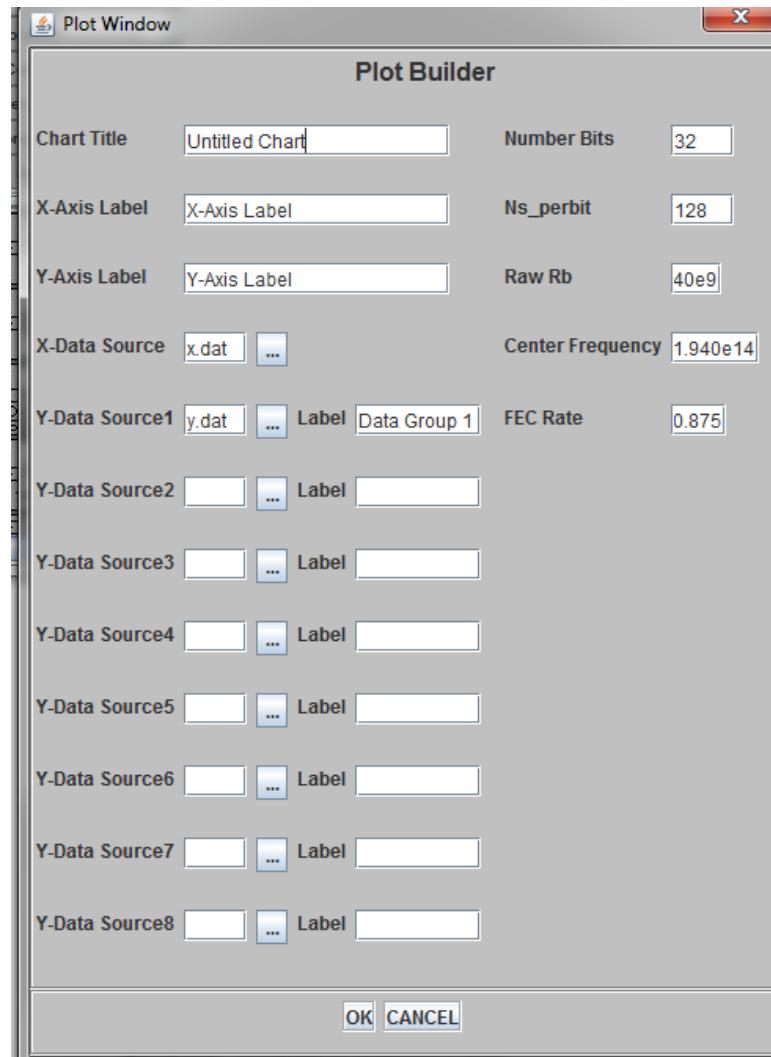 Plot Window
Plot Builder
Chart Title Untitled Chart Number Bits 32
X-Axis Label X-Axis Label Ns_perbit 128
Y-Axis Label Y-Axis Label Raw Rb 40e9
X-Data Source x.dat ... Center Frequency 1.940e14
Y-Data Source1 y.dat ... Label Data Group 1 FEC Rate 0.875
Y-Data Source2 ... Label
Y-Data Source3 ... Label
Y-Data Source4 ... Label
Y-Data Source5 ... Label
Y-Data Source6 ... Label
Y-Data Source7 ... Label
Y-Data Source8 ... Label
OK CANCEL